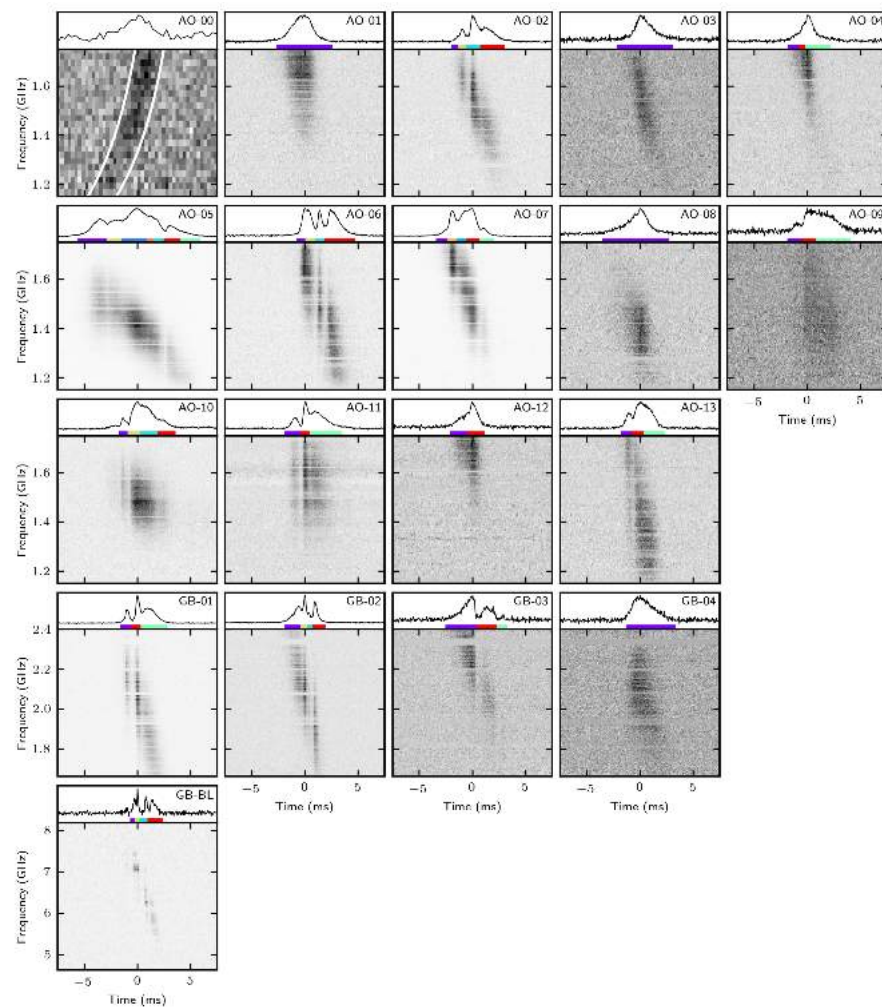 AO-00 AO-01 AO-02 AO-03 AO-04
Frequency (GHz)
1.6
1.4
1.2
AO-05 AO-06 AO-07 AO-08 AO-09
Frequency (GHz)
1.6
1.4
1.2
−5 0 5
Time (ms)
AO-10 AO-11 AO-12 AO-13
Frequency (GHz)
1.6
1.4
1.2
GB-01 GB-02 GB-03 GB-04
Frequency (GHz)
2.4
2.2
2.0
1.8
−5 0 5 −5 0 5 −5 0 5
Time (ms) Time (ms) Time (ms)
GB-BL
Frequency (GHz)
8
7
6
5
−5 0 5
Time (ms)